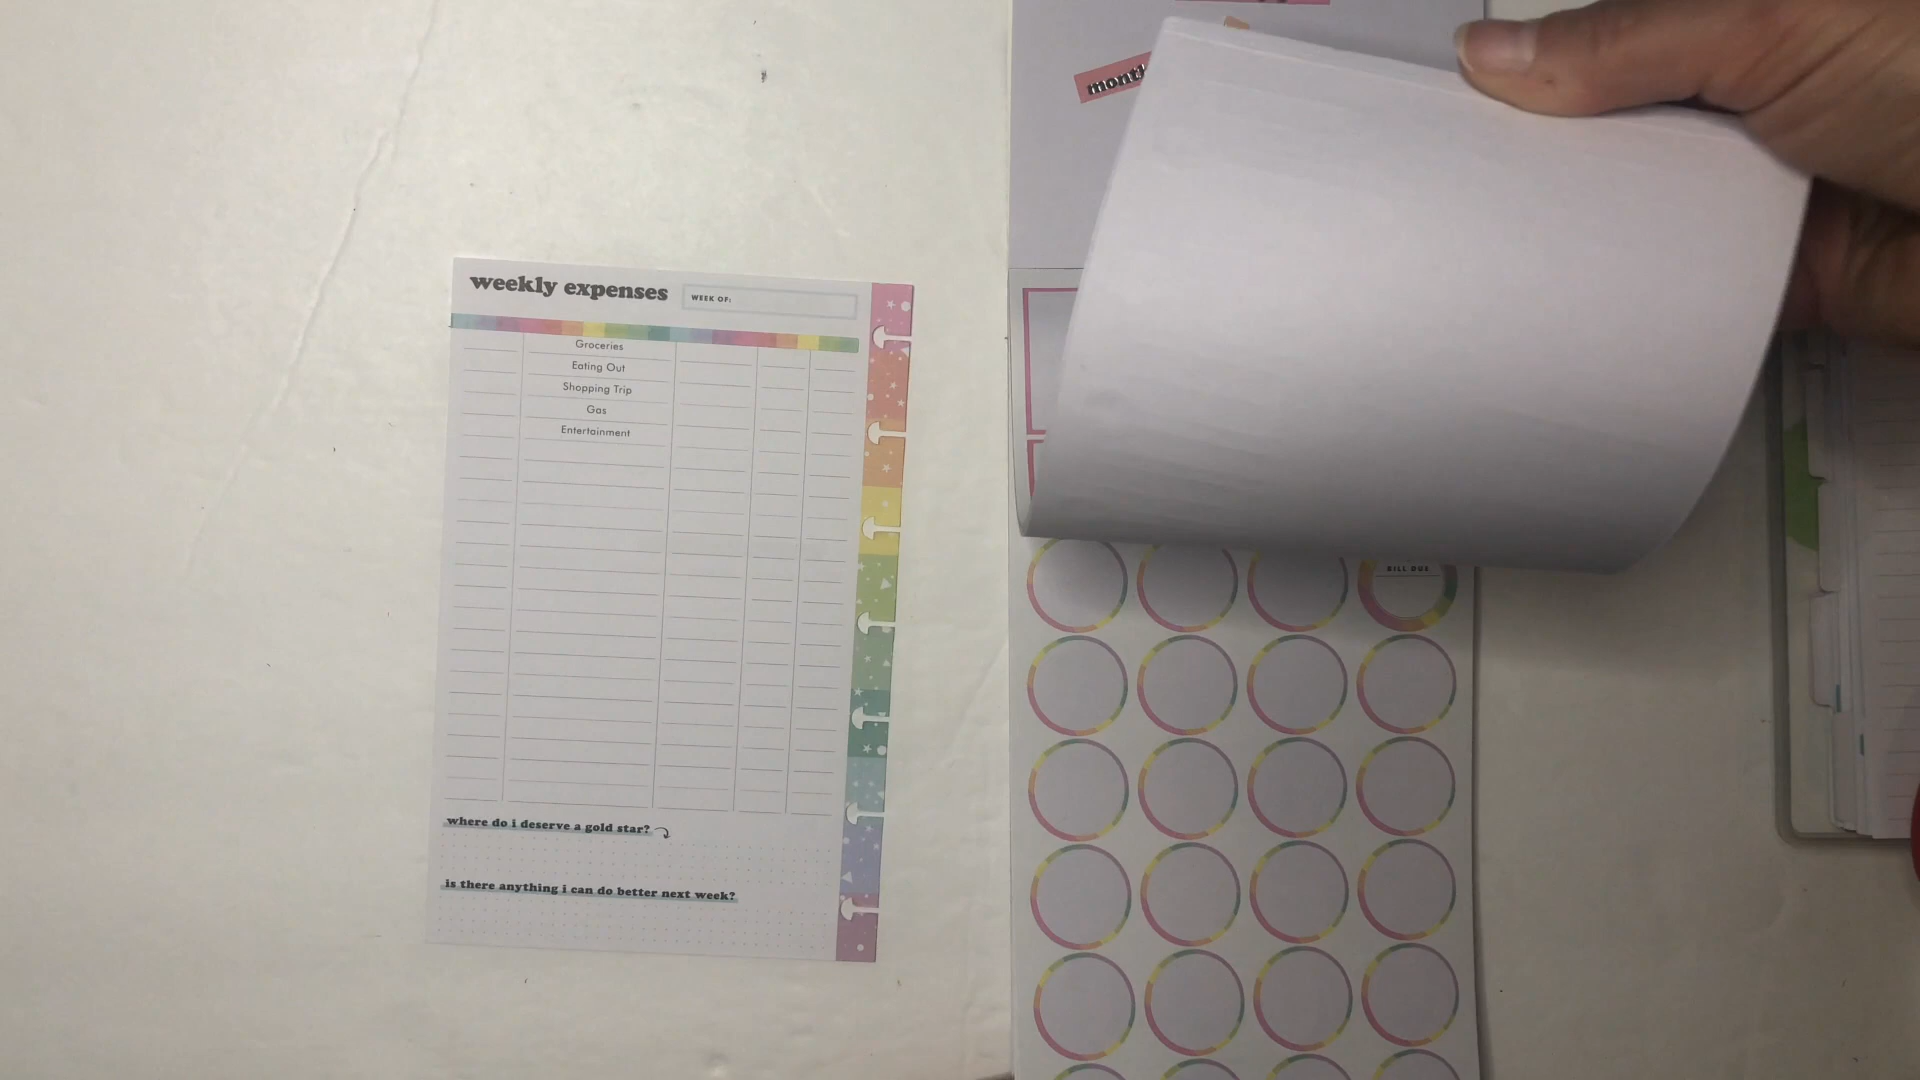 weekly expenses
WEEK OF:
Groceries
Eating Out
Shopping Trip
Gas
Entertainment
where do i deserve a gold star?
is there anything i can do better next week?
BILL DUE